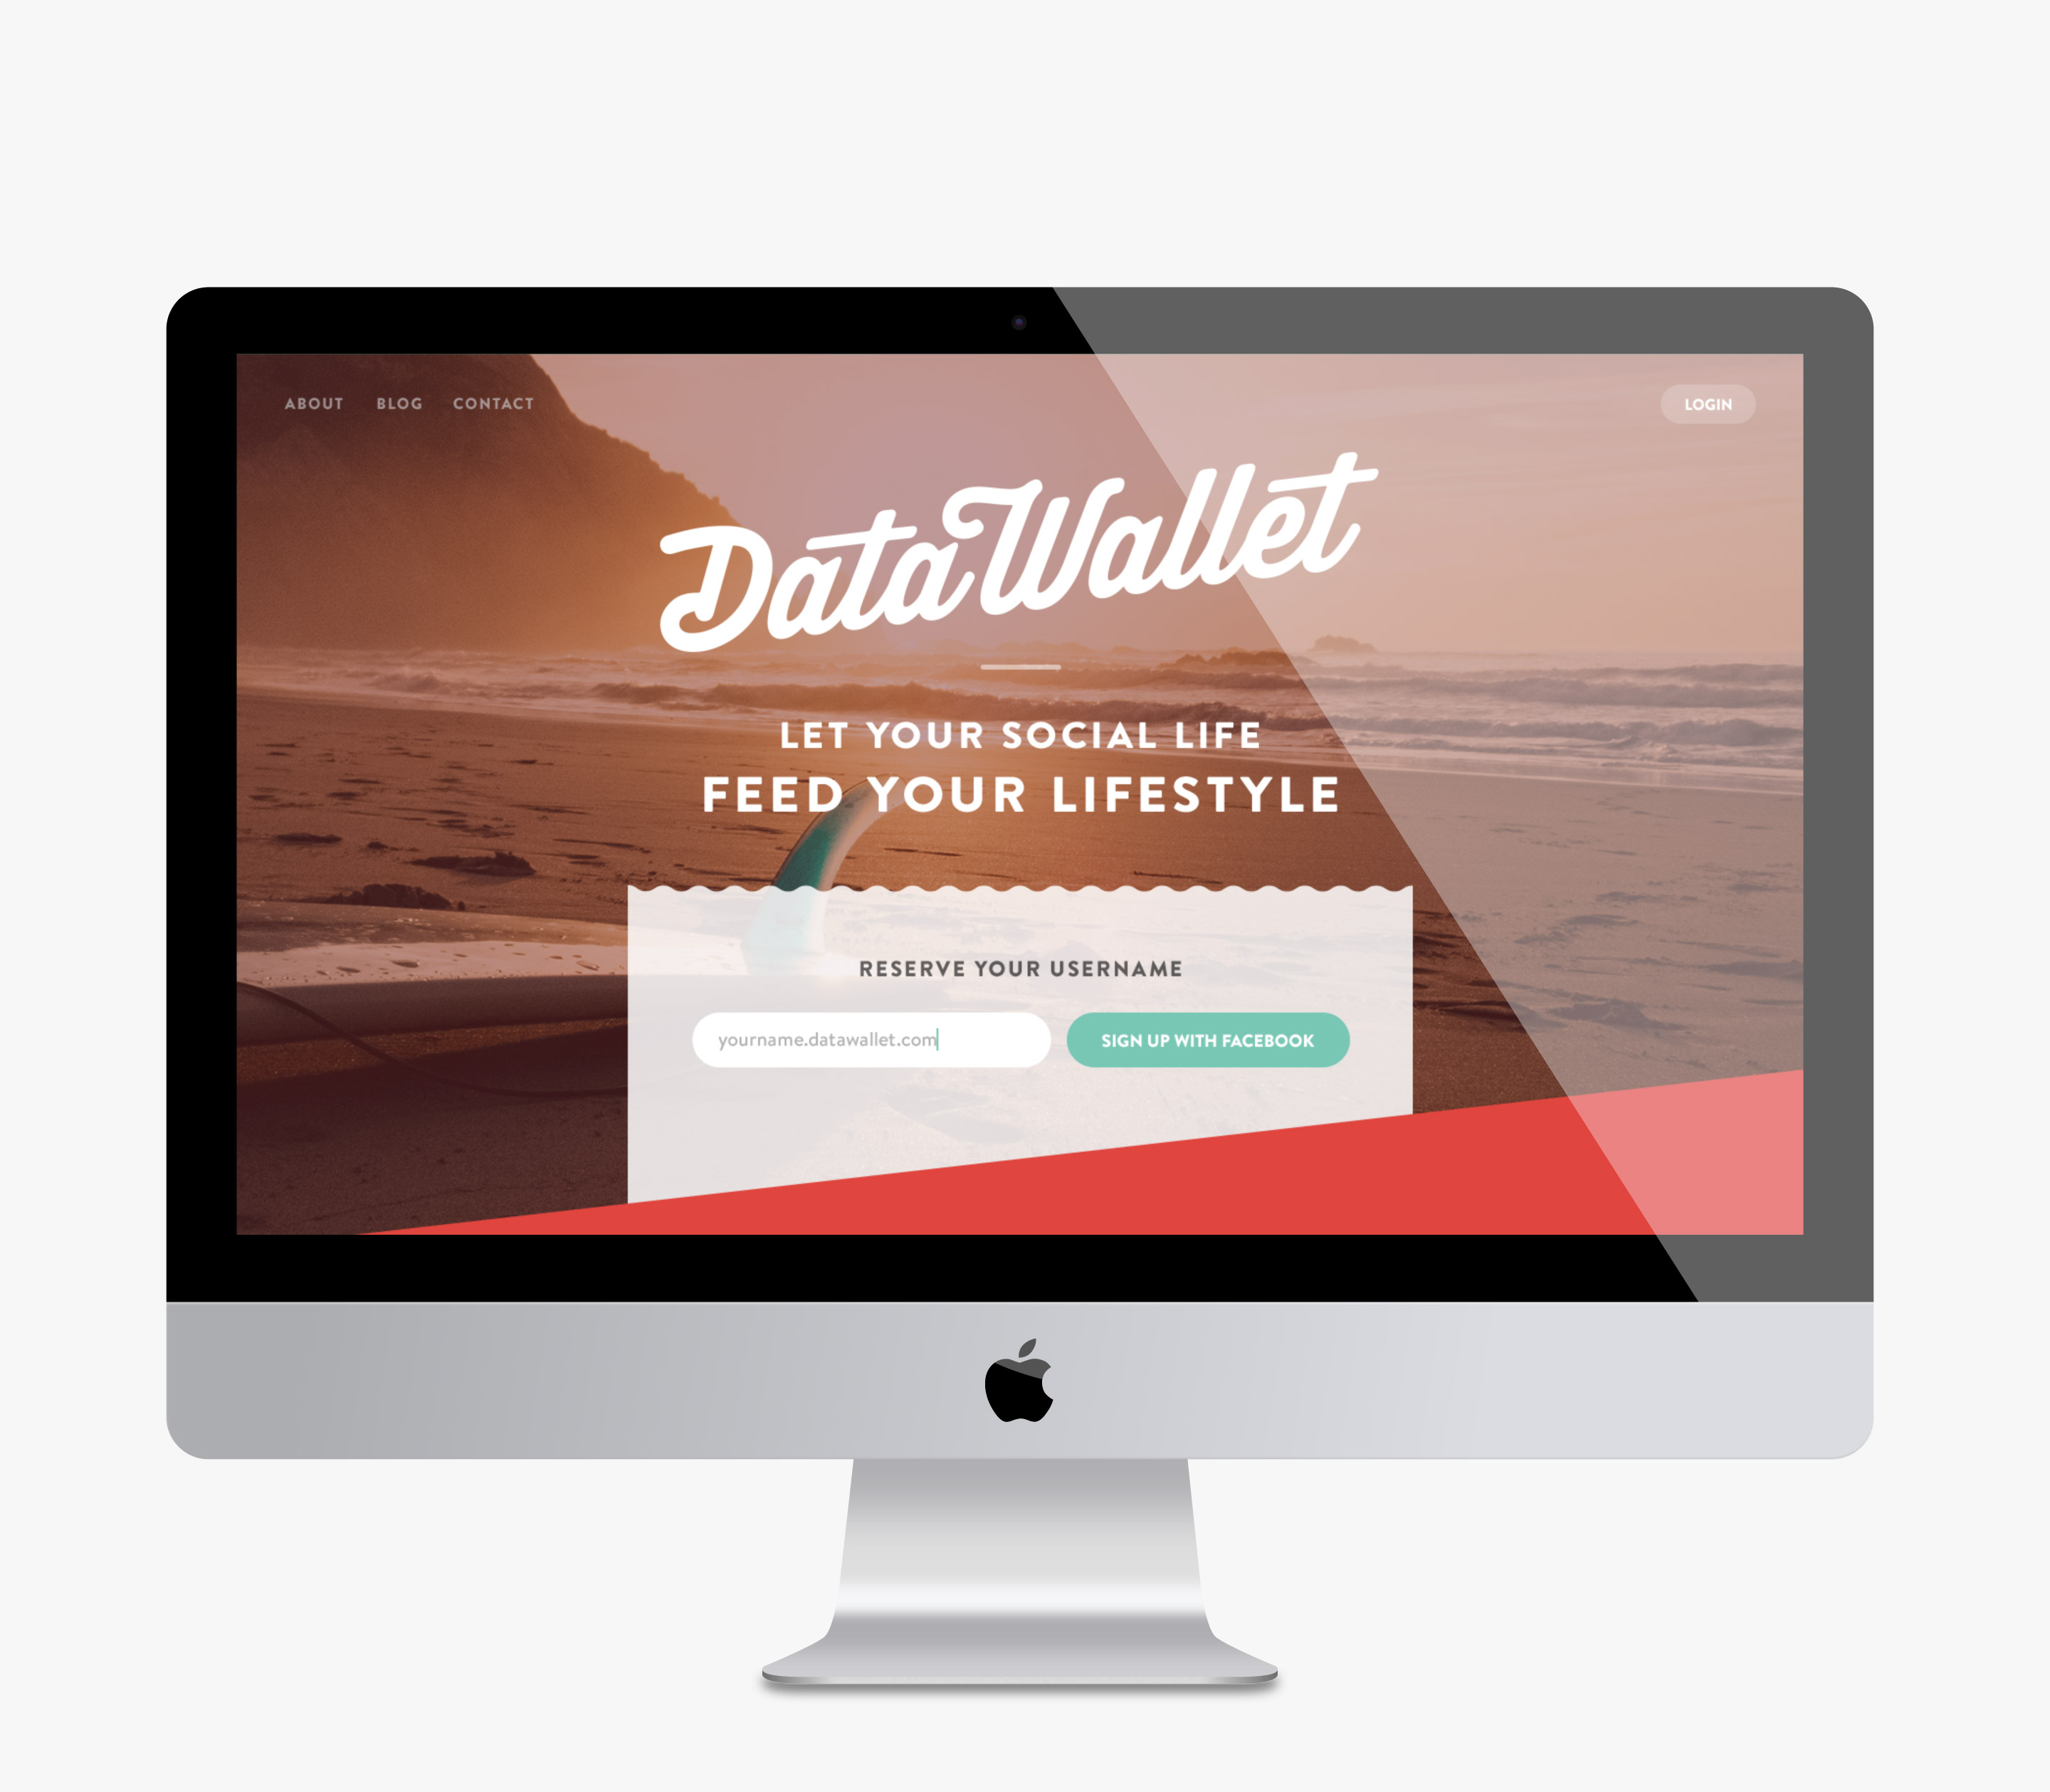 ABOUT BLOG CONTACT LOGIN
DataWallet
LET YOUR SOCIAL LIFE
FEED YOUR LIFESTYLE
RESERVE YOUR USERNAME
yourname.datawallet.com SIGN UP WITH FACEBOOK